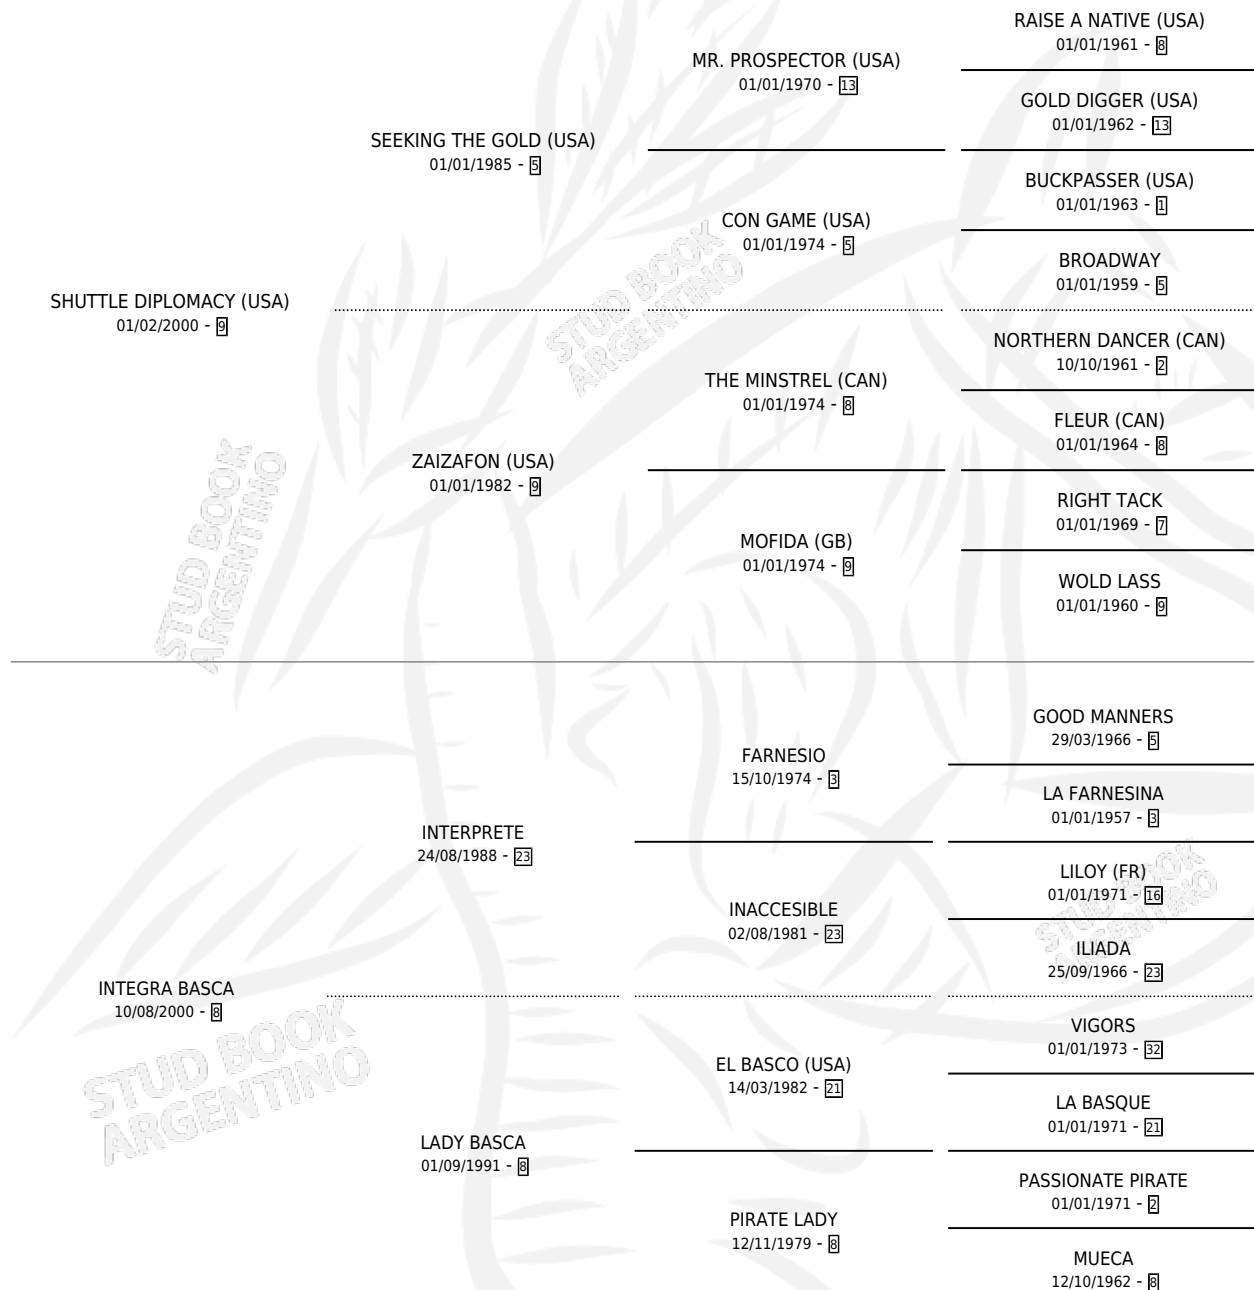 RAISE A NATIVE (USA)
01/01/1961 - 8
MR. PROSPECTOR (USA)
01/01/1970 - 13
GOLD DIGGER (USA)
01/01/1962 - 13
SEEKING THE GOLD (USA)
01/01/1985 - 5
BUCKPASSER (USA)
01/01/1963 - 1
CON GAME (USA)
01/01/1974 - 5
BROADWAY
01/01/1959 - 5
SHUTTLE DIPLOMACY (USA)
01/02/2000 - 9
NORTHERN DANCER (CAN)
10/10/1961 - 2
THE MINSTREL (CAN)
01/01/1974 - 8
FLEUR (CAN)
01/01/1964 - 8
ZAIZAFON (USA)
01/01/1982 - 9
RIGHT TACK
01/01/1969 - 7
MOFIDA (GB)
01/01/1974 - 9
WOLD LASS
01/01/1960 - 9
GOOD MANNERS
29/03/1966 - 5
FARNESIO
15/10/1974 - 3
LA FARNESINA
01/01/1957 - 3
INTERPRETE
24/08/1988 - 23
LILOY (FR)
01/01/1971 - 16
INACCESIBLE
02/08/1981 - 23
ILIADA
25/09/1966 - 23
INTEGRA BASCA
10/08/2000 - 8
VIGORS
01/01/1973 - 32
EL BASCO (USA)
14/03/1982 - 21
LA BASQUE
01/01/1971 - 21
LADY BASCA
01/09/1991 - 8
PASSIONATE PIRATE
01/01/1971 - 2
PIRATE LADY
12/11/1979 - 8
MUECA
12/10/1962 - 8
STUD BOOK
ARGENTINO
STUD BOOK
ARGENTINO
STUD BOOK
ARGENTINO
STUD BOOK
ARGENTINO